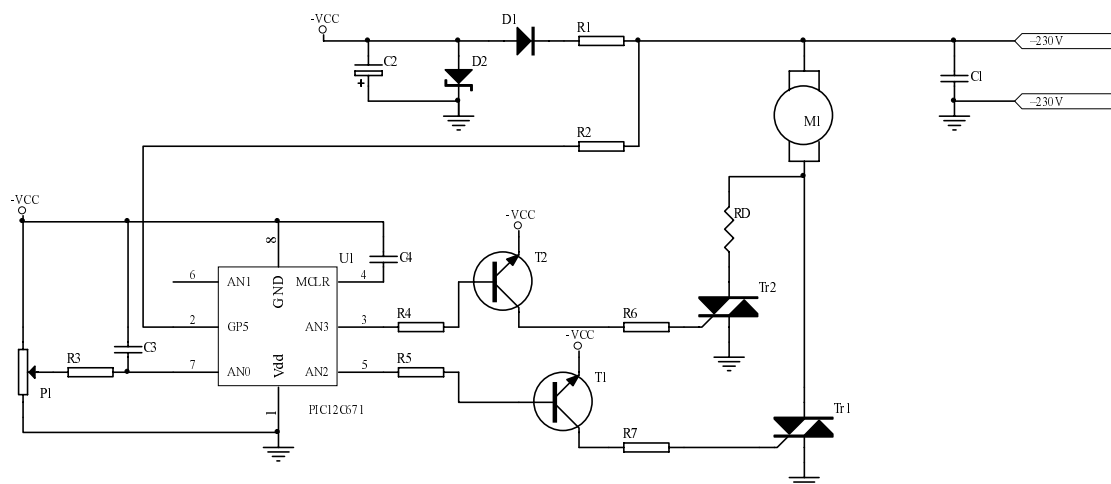 -VCC
D1
R1
~230V
C2
D2
C1
+
~230V
M1
R2
-VCC
-VCC
RD
8
U1
C4
T2
6
AN1
GND
MCLR
4
Tr2
2
GP5
AN3
3
R4
R6
-VCC
C3
R3
7
AN0
Vdd
AN2
5
R5
T1
P1
1
PIC12C671
Tr1
R7